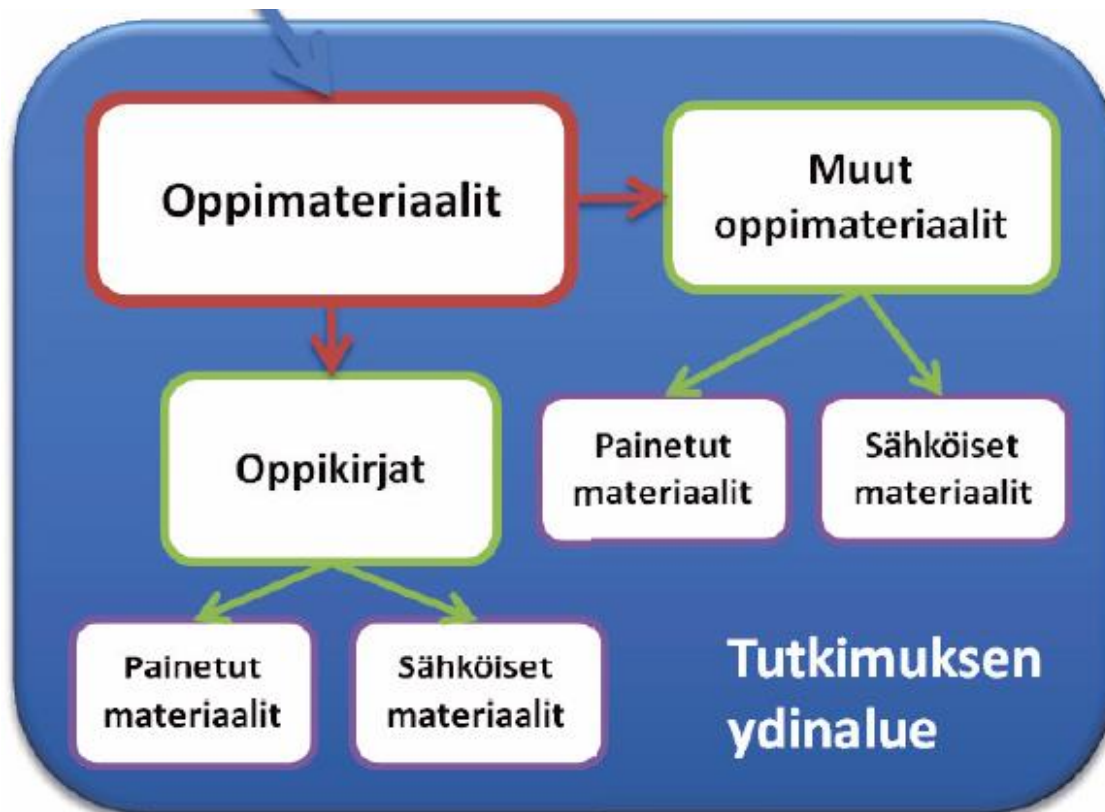 Oppimateriaalit
Muut
oppimateriaalit
Oppikirjat
Painetut
materiaalit
Sähköiset
materiaalit
Painetut
materiaalit
Sähköiset
materiaalit
Tutkimuksen
ydinalue